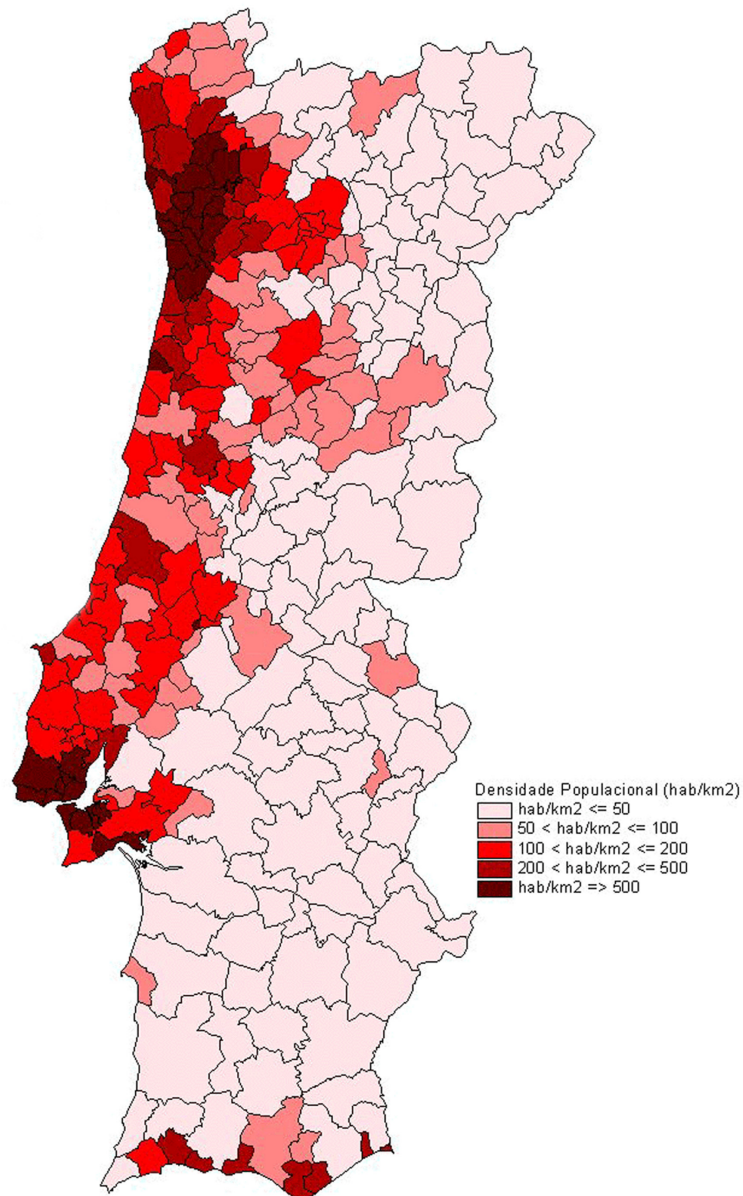 Densidade Populacional (hab/km2)
hab/km2 <= 50
50 < hab/km2 <= 100
100 < hab/km2 <= 200
200 < hab/km2 <= 500
hab/km2 => 500